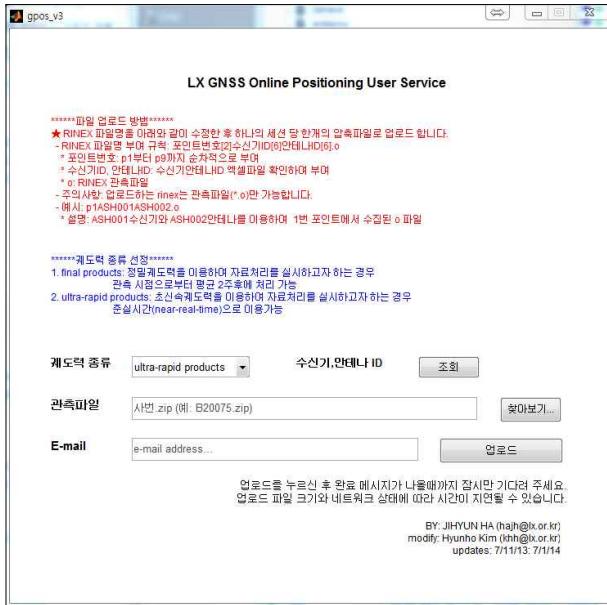 gpos_v3
LX GNSS Online Positioning User Service
******파일 업로드 방법******
★ RINEX 파일명을 아래와 같이 수정한 후 하나의 세션 당 한개의 압축파일로 업로드 합니다.
- RINEX 파일명 부여 규칙: 포인트번호[2]수신기ID[6]안테나ID[6].o
* 포인트번호: p1부터 p9까지 순차적으로 부여
* 수신기ID, 안테나ID: 수신기안테나ID 엑셀파일 확인하여 부여
* o: RINEX 관측파일
- 주의사항: 업로드하는 rinex는 관측파일(*.o)만 가능합니다.
- 예시: p1ASH001ASH002.o
* 설명: ASH001수신기와 ASH002안테나를 이용하여 1번 포인트에서 수집된 o 파일
******궤도력 종류 선정******
1. final products: 정밀궤도력을 이용하여 자료처리를 실시하고자 하는 경우
관측 시점으로부터 평균 2주후에 처리 가능
2. ultra-rapid products: 초신속궤도력을 이용하여 자료처리를 실시하고자 하는 경우
준실시간(near-real-time)으로 이용가능
궤도력 종류 ultra-rapid products 수신기,안테나 ID 조회
관측파일 사번.zip (예: B20075.zip) 찾아보기...
E-mail e-mail address... 업로드
업로드를 누르신 후 완료 메시지가 나올때까지 잠시만 기다려 주세요.
업로드 파일 크기와 네트워크 상태에 따라 시간이 지연될 수 있습니다.
BY: JIHYUN HA (hajh@lx.or.kr)
modify: Hyunho Kim (khh@lx.or.kr)
updates: 7/11/13: 7/1/14